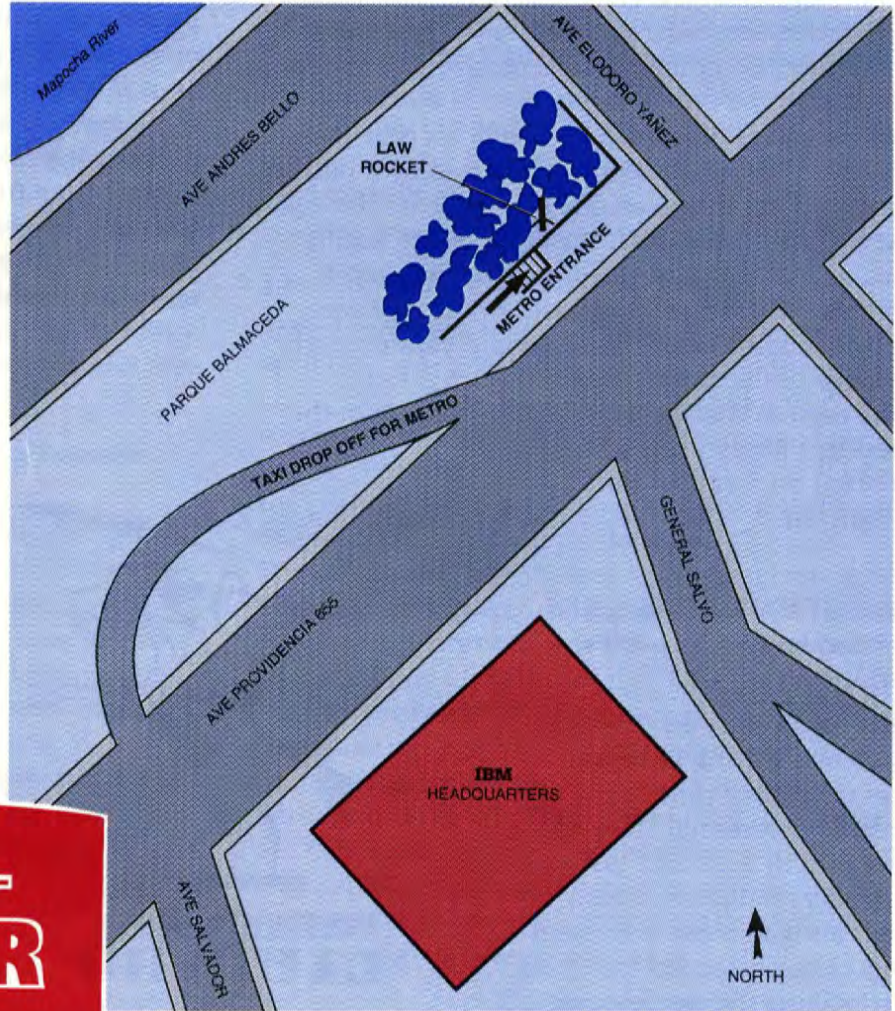 Mapocha River
AVE ANDRES BELLO
AVE ELODORO YAÑEZ
LAW
ROCKET
METRO ENTRANCE
PARQUE BALMACEDA
TAXI DROP OFF FOR METRO
GENERAL SALVO
AVE PROVIDENCIA 655
IBM
HEADQUARTERS
AVE SALVADOR
R
NORTH